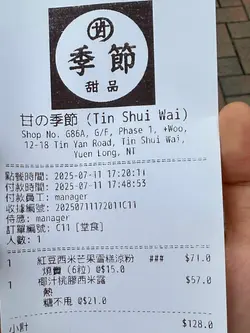 甘
季節
甜品
甘の季節 (Tin Shui Wai)
Shop No. G86A, G/F, Phase 1, +Woo,
12-18 Tin Yan Road, Tin Shui Wai,
Yuen Long, NT
點餐時間: 2025-07-11 17:20:11
付款時間: 2025-07-11 17:48:53
付款員工: manager
收據編號: 2025071117201IC11
侍應: manager
訂單編號: C11 [堂食]
人數: 1
1 紅豆西米芒果雪糕涼粉 ### $71.0
燒賣 (6粒) @$15.0
1 椰汁桃膠西米露 $57.0
熱
糖不甩 @$21.0
小計 $128.0